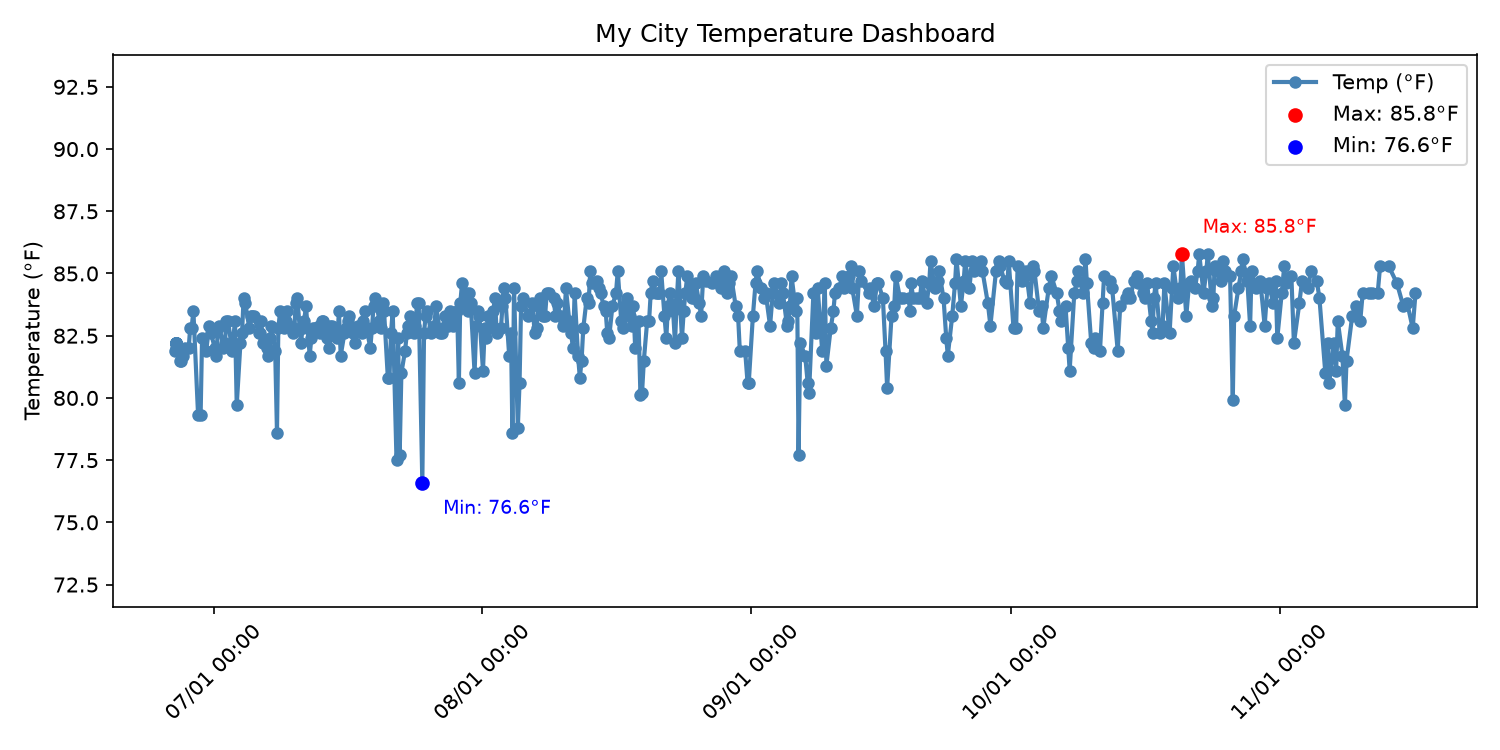 My City Temperature Dashboard
Temp (°F)
Max: 85.8°F
Min: 76.6°F
Temperature (°F)
92.5
90.0
87.5
85.0
82.5
80.0
77.5
75.0
72.5
Max: 85.8°F
Min: 76.6°F
07/01 00:00
08/01 00:00
09/01 00:00
10/01 00:00
11/01 00:00